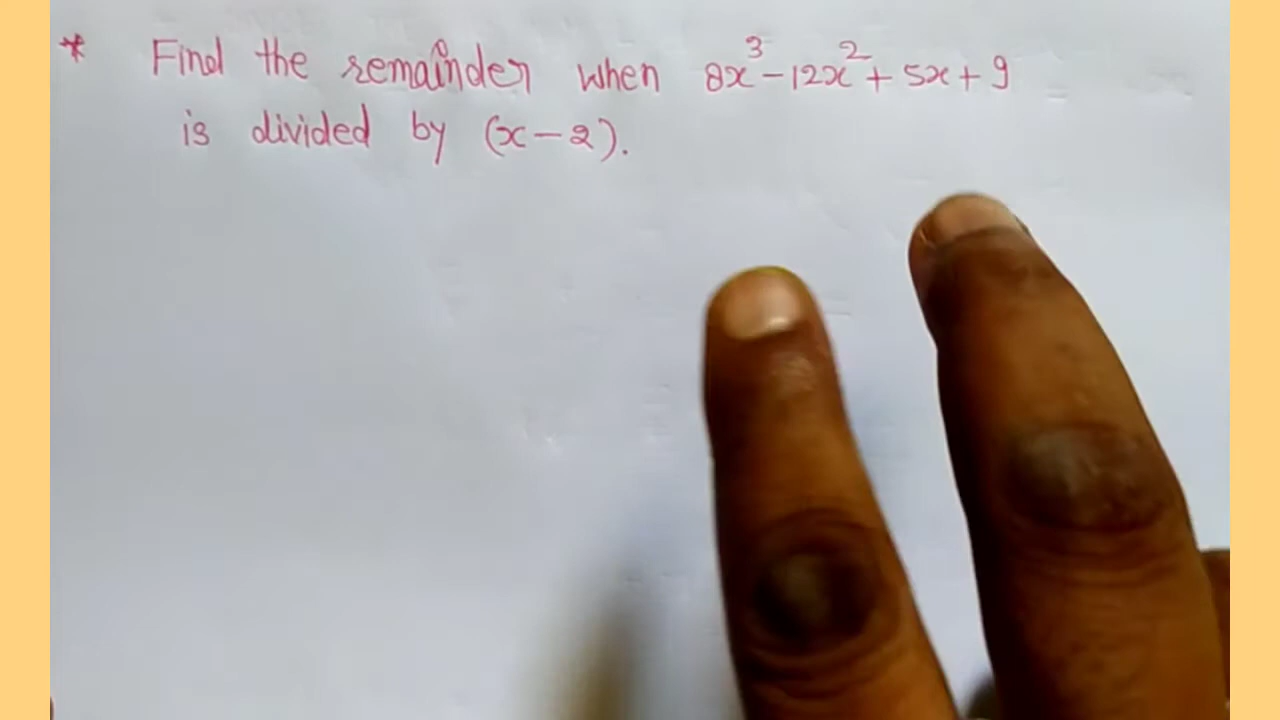 * Find the remainder when 8x³ - 12x² + 5x + 9
is divided by (x - 2).